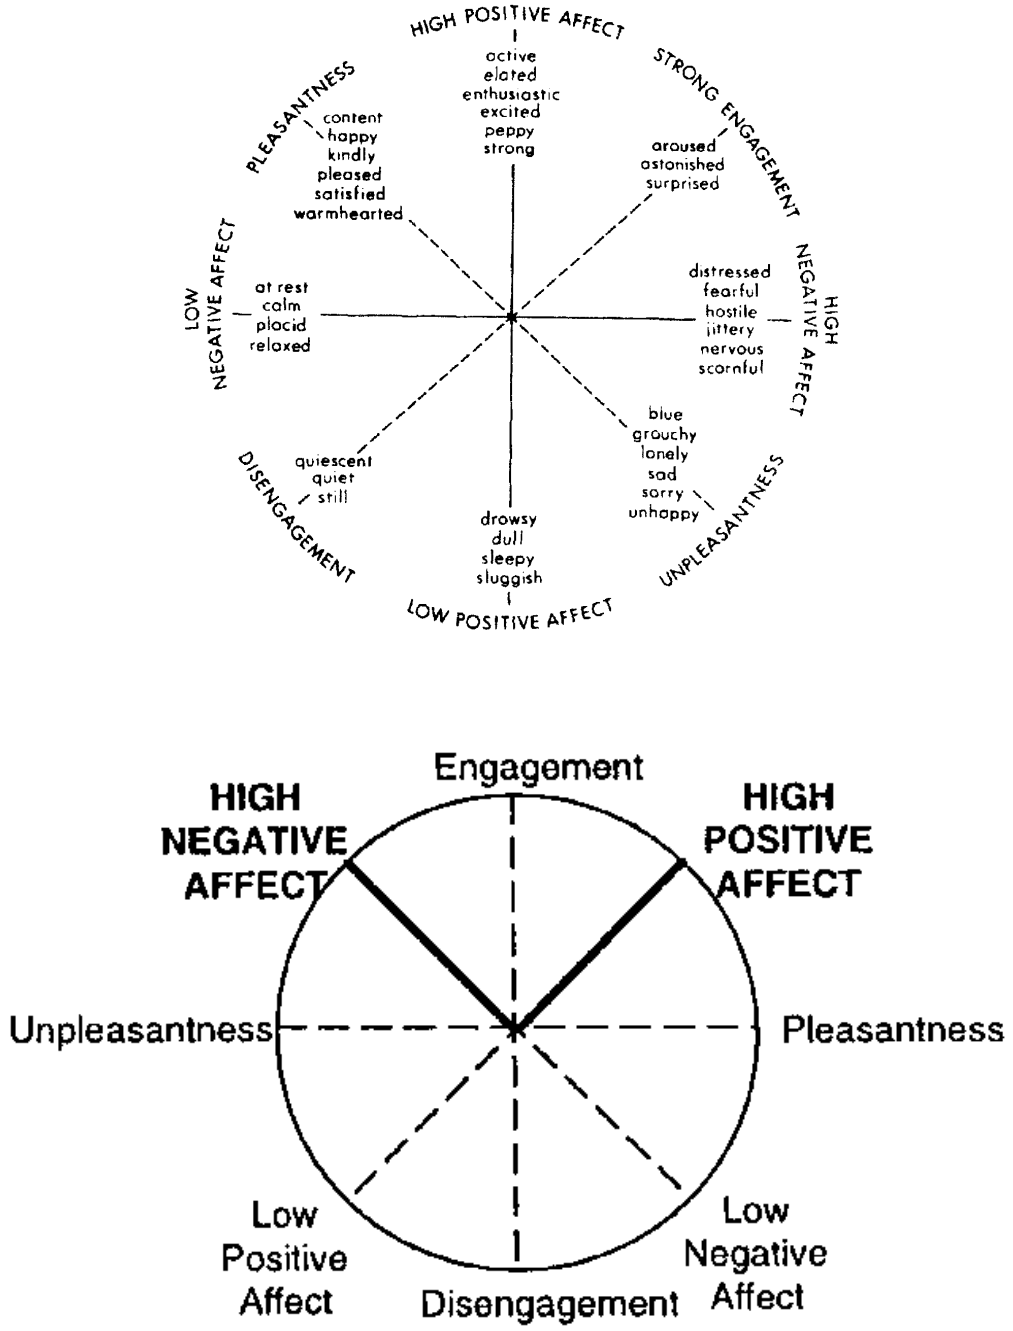 HIGH POSITIVE AFFECT
active
elated
enthusiastic
excited
peppy
strong
STRONG ENGAGEMENT
aroused
astonished
surprised
PLEASANTNESS
content
happy
kindly
pleased
satisfied
warmhearted
LOW
NEGATIVE AFFECT
at rest
calm
placid
relaxed
HIGH
NEGATIVE AFFECT
distressed
fearful
hostile
jittery
nervous
scornful
DISENGAGEMENT
quiescent
quiet
still
UNPLEASANTNESS
blue
grouchy
lonely
sad
sorry
unhappy
drowsy
dull
sleepy
sluggish
LOW POSITIVE AFFECT
Engagement
HIGH
NEGATIVE
AFFECT
HIGH
POSITIVE
AFFECT
Unpleasantness
Pleasantness
Low
Positive
Affect
Disengagement
Low
Negative
Affect